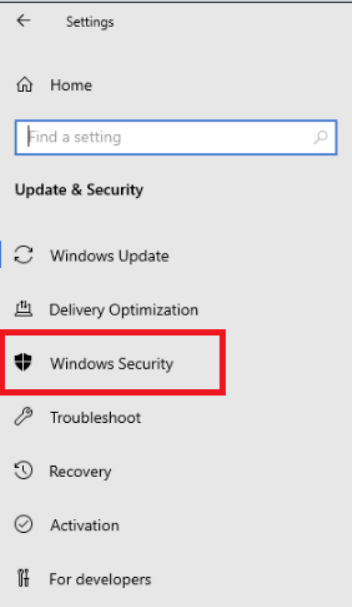 Settings
Home
Find a setting
Update & Security
Windows Update
Delivery Optimization
Windows Security
Troubleshoot
Recovery
Activation
For developers